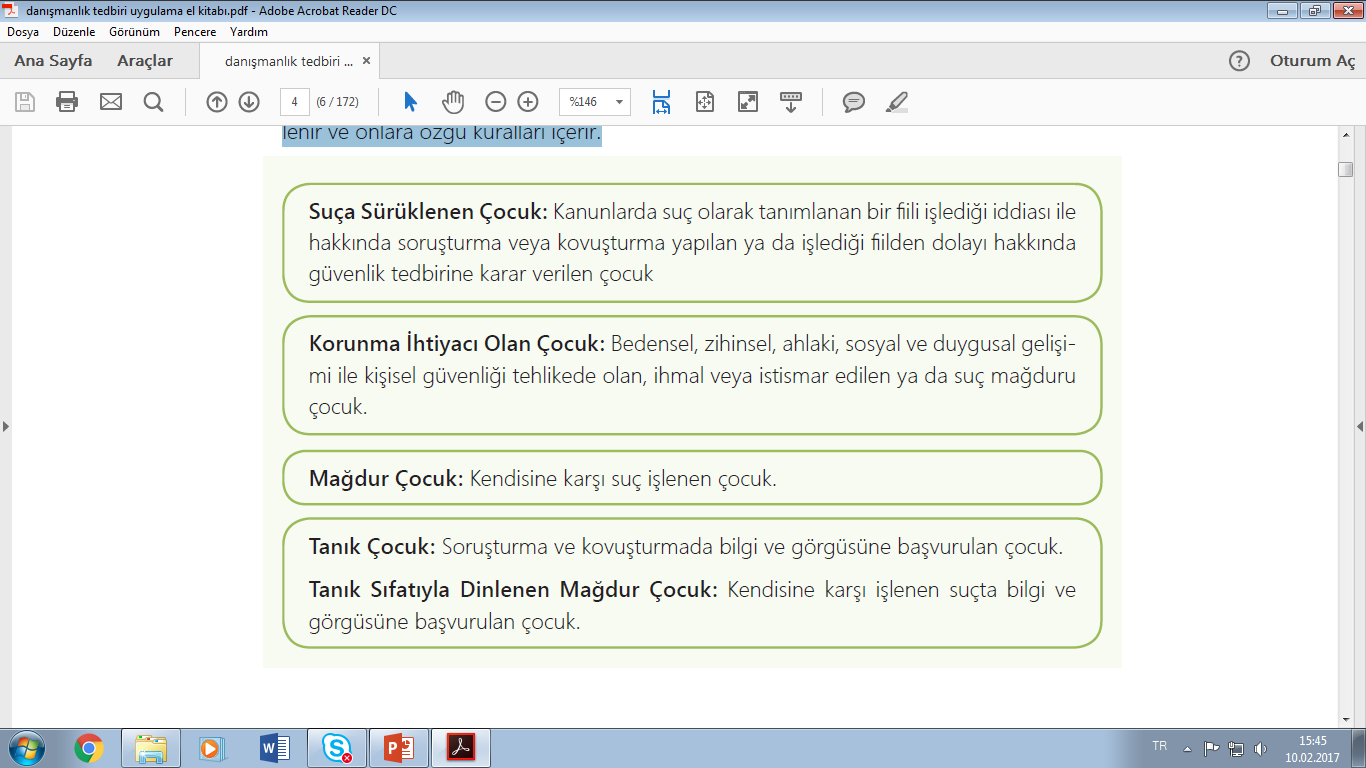 danışmanlık tedbiri uygulama el kitabı.pdf - Adobe Acrobat Reader DC
Dosya Düzenle Görünüm Pencere Yardım
Ana Sayfa Araçlar danışmanlık tedbiri ... × ? Oturum Aç
4 (6 / 172) %146
lenir ve onlara özgü kuralları içerir.
Suça Sürüklenen Çocuk: Kanunlarda suç olarak tanımlanan bir fiili işlediği iddiası ile
hakkında soruşturma veya kovuşturma yapılan ya da işlediği fiilden dolayı hakkında
güvenlik tedbirine karar verilen çocuk
Korunma İhtiyacı Olan Çocuk: Bedensel, zihinsel, ahlaki, sosyal ve duygusal gelişi-
mi ile kişisel güvenliği tehlikede olan, ihmal veya istismar edilen ya da suç mağduru
çocuk.
Mağdur Çocuk: Kendisine karşı suç işlenen çocuk.
Tanık Çocuk: Soruşturma ve kovuşturmada bilgi ve görgüsüne başvurulan çocuk.
Tanık Sıfatıyla Dinlenen Mağdur Çocuk: Kendisine karşı işlenen suçta bilgi ve
görgüsüne başvurulan çocuk.
TR 15:45
10.02.2017